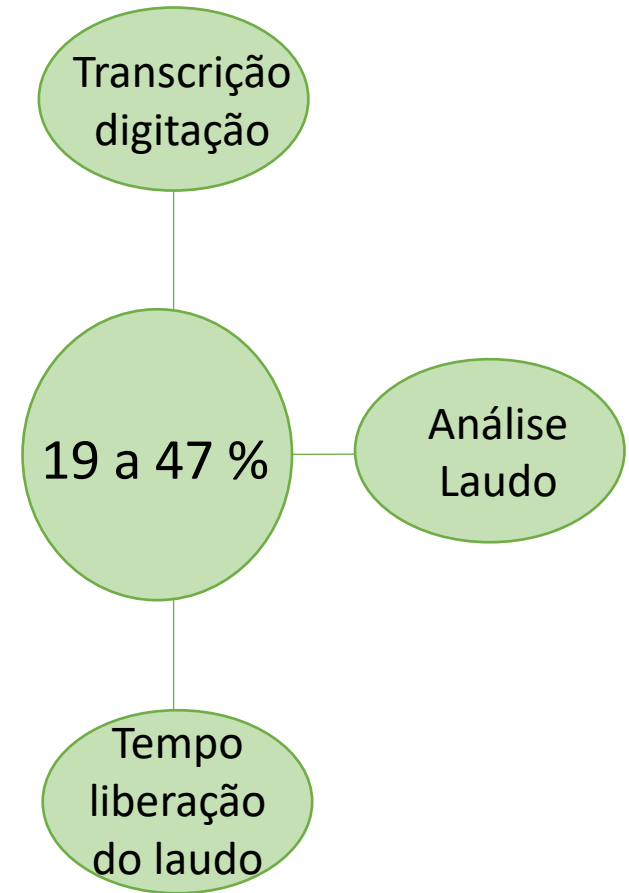 Transcrição
digitação
19 a 47 %
Análise
Laudo
Tempo
liberação
do laudo